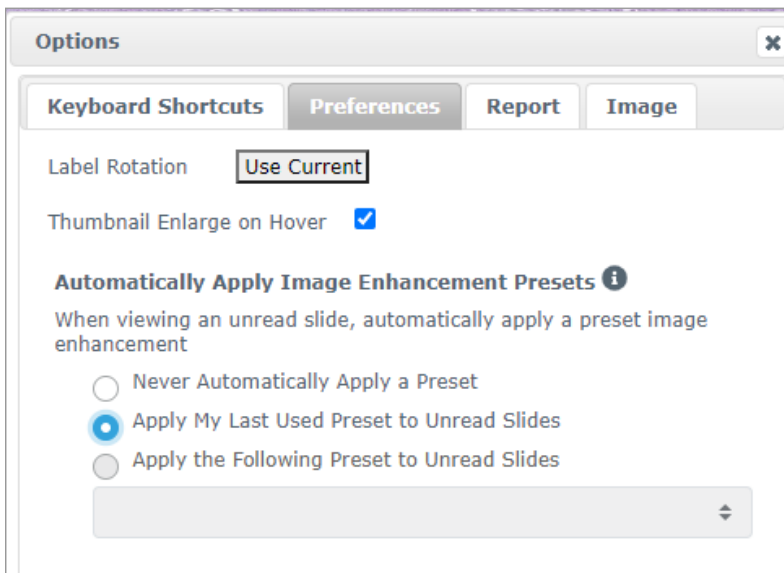 Options
Keyboard Shortcuts Preferences Report Image
Label Rotation Use Current
Thumbnail Enlarge on Hover
Automatically Apply Image Enhancement Presets
When viewing an unread slide, automatically apply a preset image
enhancement
Never Automatically Apply a Preset
Apply My Last Used Preset to Unread Slides
Apply the Following Preset to Unread Slides